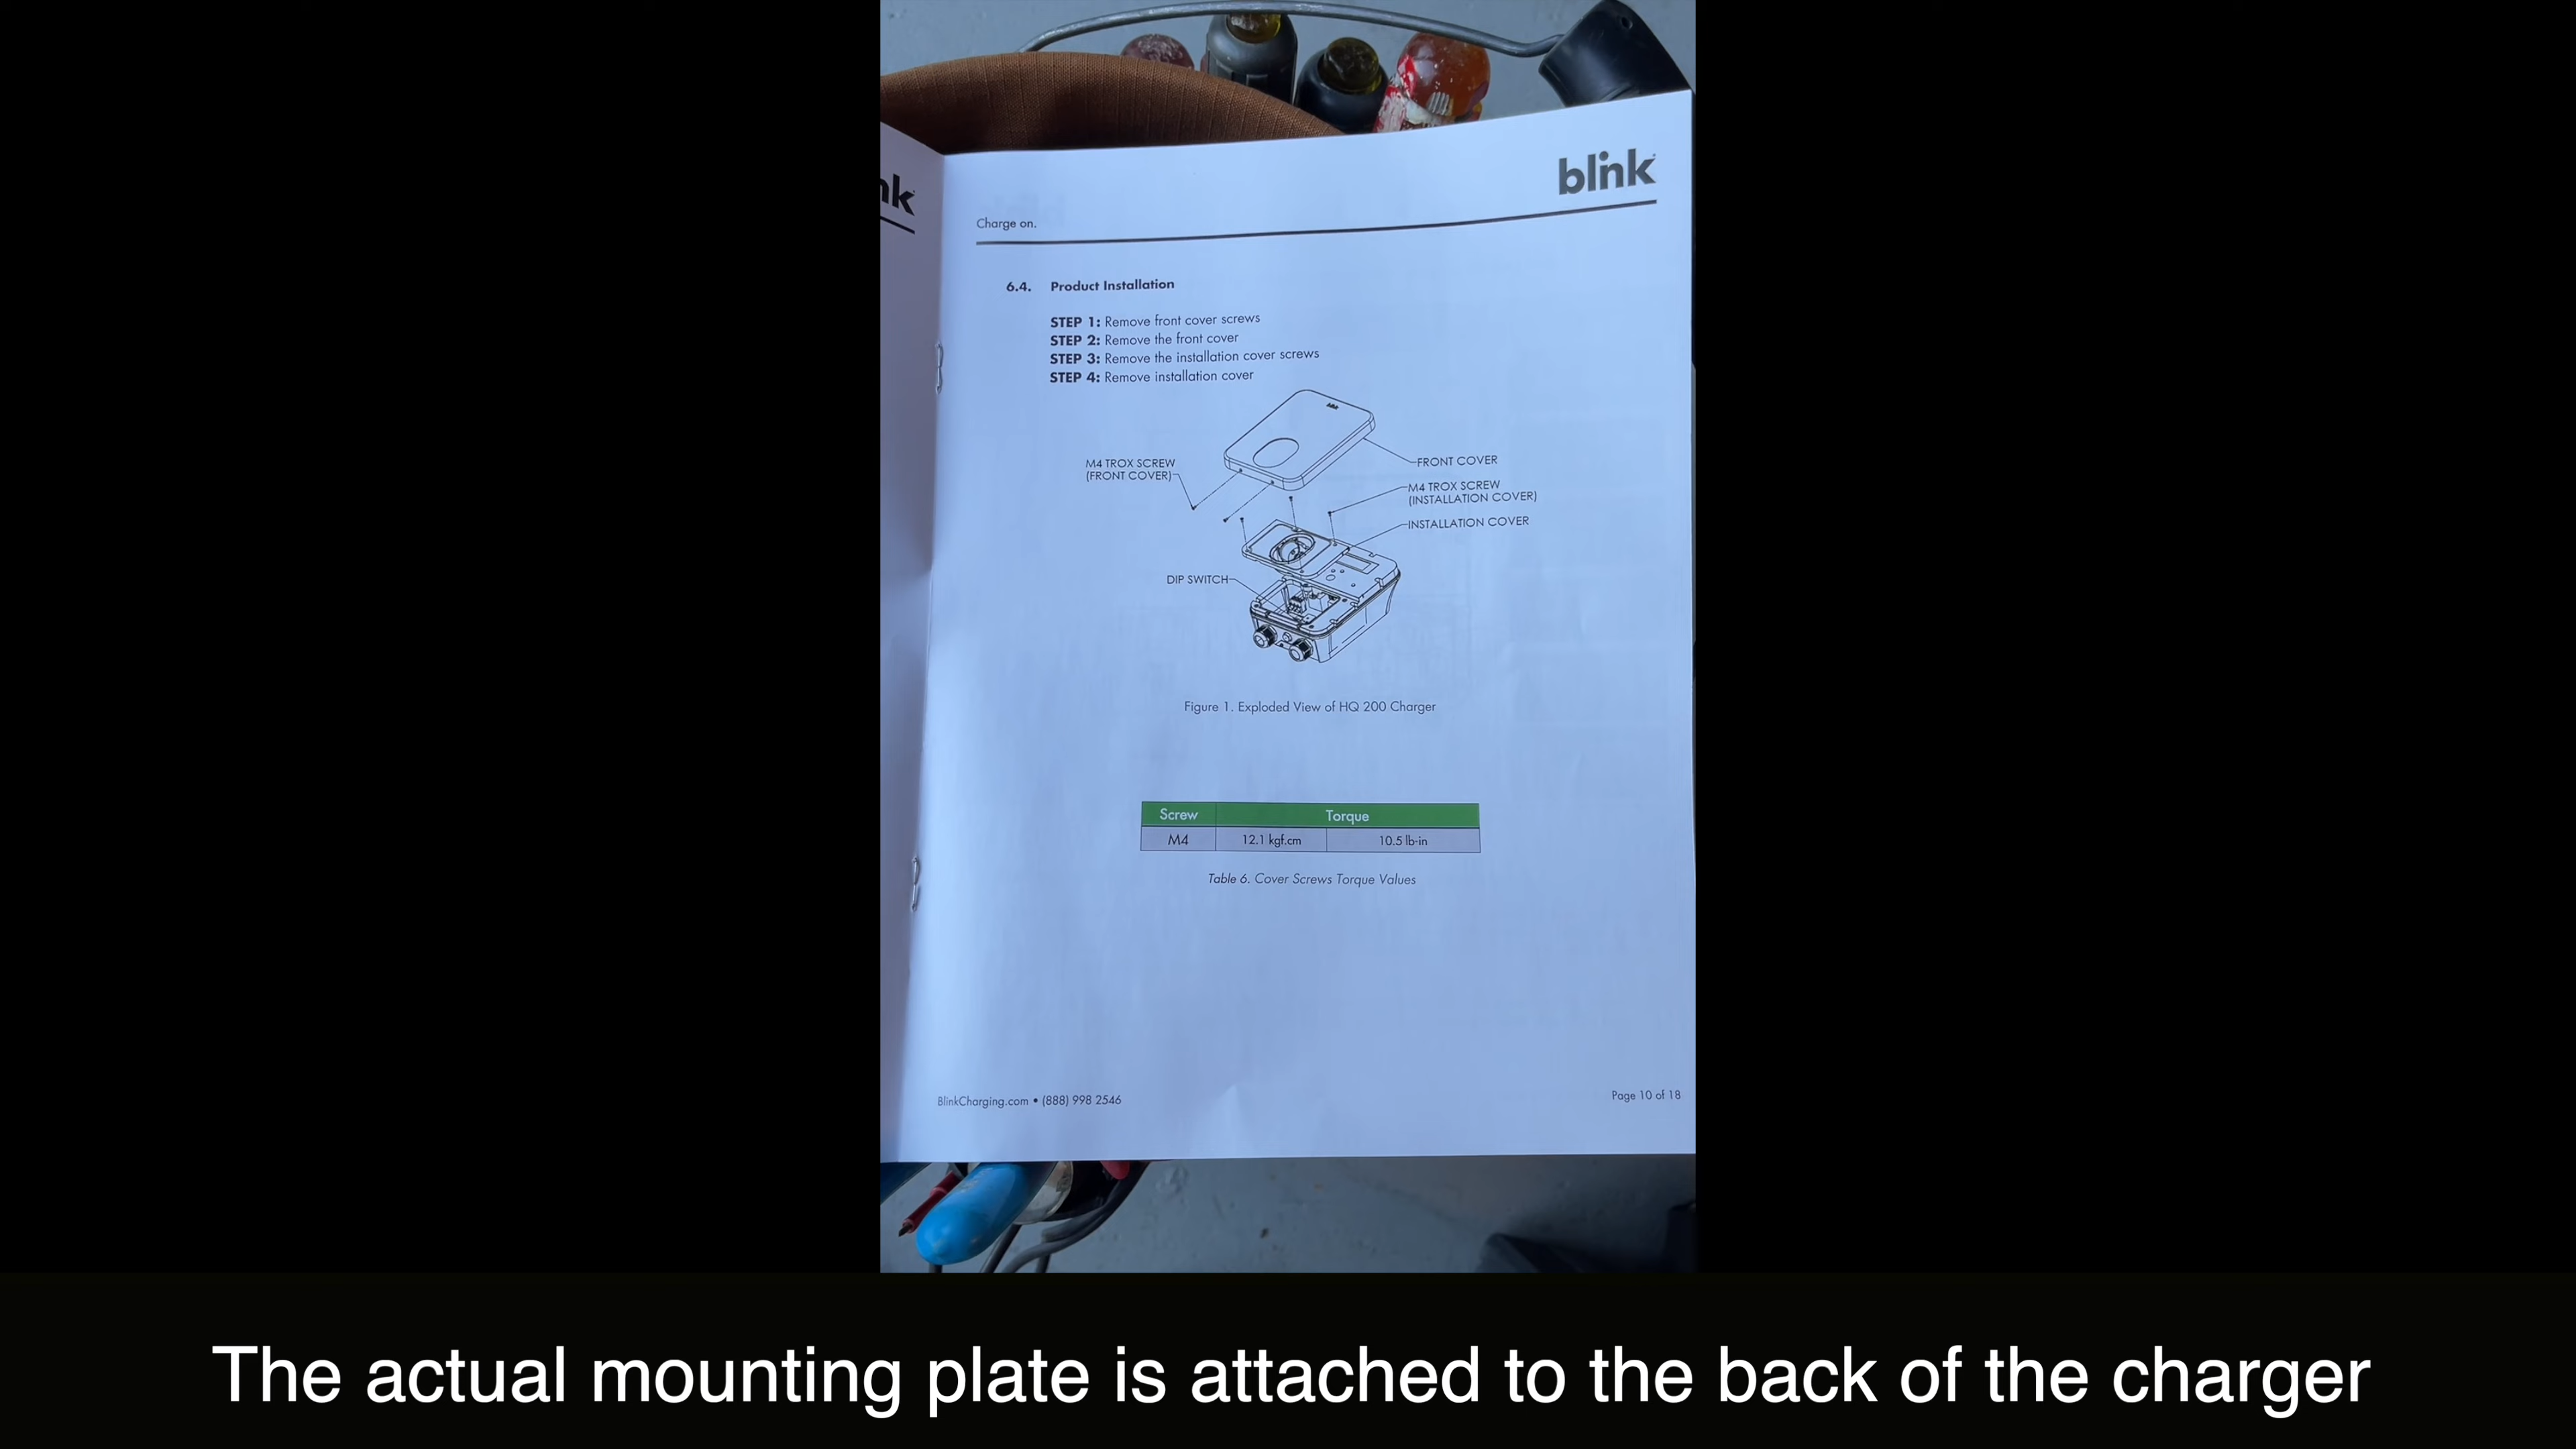 nk
blink
Charge on.
6.4. Product Installation
STEP 1: Remove front cover screws
STEP 2: Remove the front cover
STEP 3: Remove the installation cover screws
STEP 4: Remove installation cover
M4 TROX SCREW
(FRONT COVER)
FRONT COVER
M4 TROX SCREW
(INSTALLATION COVER)
INSTALLATION COVER
DIP SWITCH
Figure 1. Exploded View of HQ 200 Charger
Screw Torque
M4 12.1 kgf.cm 10.5 lb-in
Table 6. Cover Screws Torque Values
BlinkCharging.com • (888) 998 2546
Page 10 of 18
The actual mounting plate is attached to the back of the charger